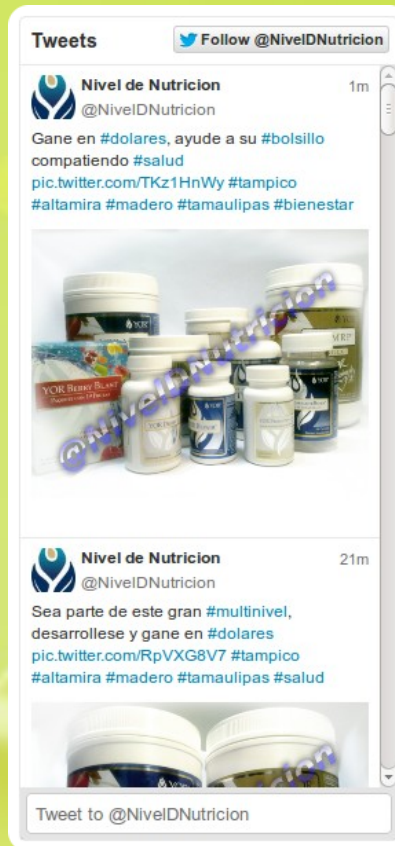 Tweets
Follow @NivelDNutricion
Nivel de Nutricion 1m
@NivelDNutricion
Gane en #dolares, ayude a su #bolsillo
compatiendo #salud
pic.twitter.com/TKz1HnWy #tampico
#altamira #madero #tamaulipas #bienestar
YOR
YOR BERRY BLAST
@NivelDNutricion
Nivel de Nutricion 21m
@NivelDNutricion
Sea parte de este gran #multinivel,
desarrollese y gane en #dolares
pic.twitter.com/RpVXG8V7 #tampico
#altamira #madero #tamaulipas #salud
Tweet to @NivelDNutricion